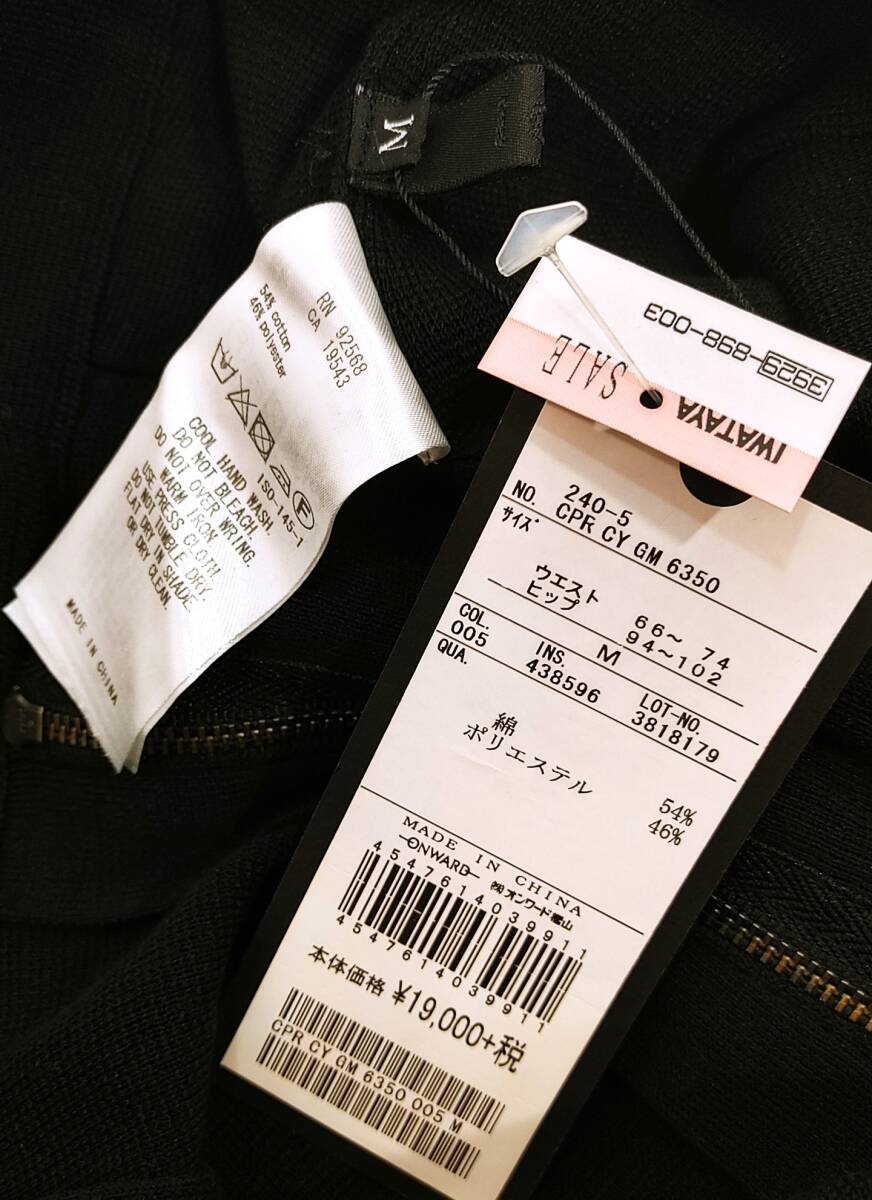 M
RN 92568
CA 19543
54% cotton
46% polyester
ISO-145-1
F
COOL HAND WASH.
DO NOT BLEACH.
DO NOT OVER WRING.
WARM IRON
USE PRESS CLOTH.
DO NOT TUMBLE DRY.
FLAT DRY IN SHADE
OR DRY CLEAN.
MADE IN CHINA
IWATAYA
SALE
3929-898-003
NO. 240-5
CPR CY GM 6350
サイズ
ウエスト 66～ 74
ヒップ 94～102
M
COL. INS. LOT-NO.
005 438596 3818179
QUA.
綿 54%
ポリエステル 46%
MADE IN CHINA
ONWARD ㈱オンワード樫山
4547614039911
4547614039911
本体価格 ¥19,000+税
CPR CY GM 6350 005 M